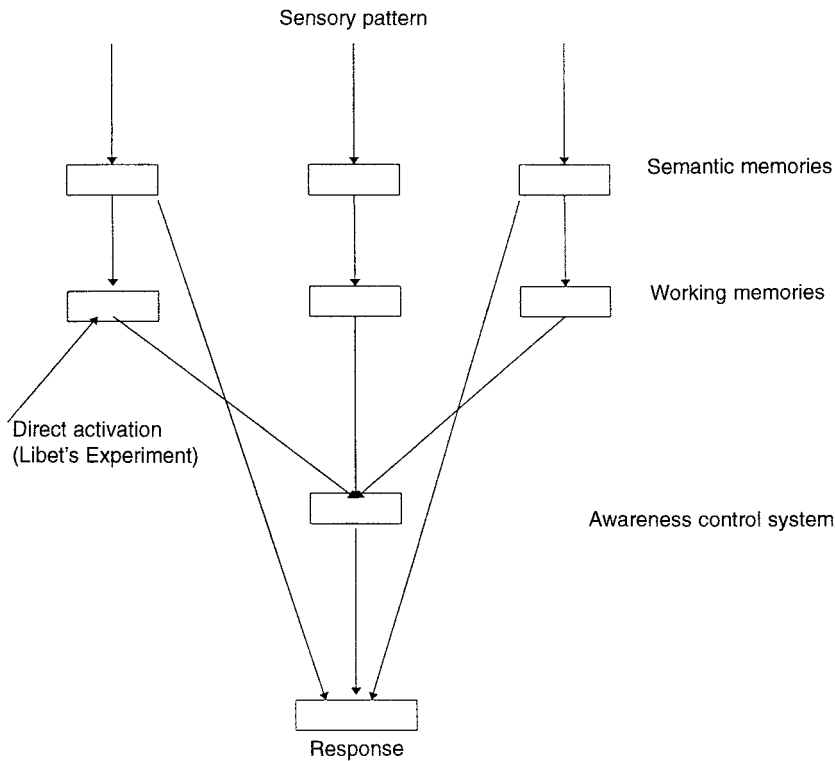 Sensory pattern
Semantic memories
Working memories
Direct activation
(Libet's Experiment)
Awareness control system
Response